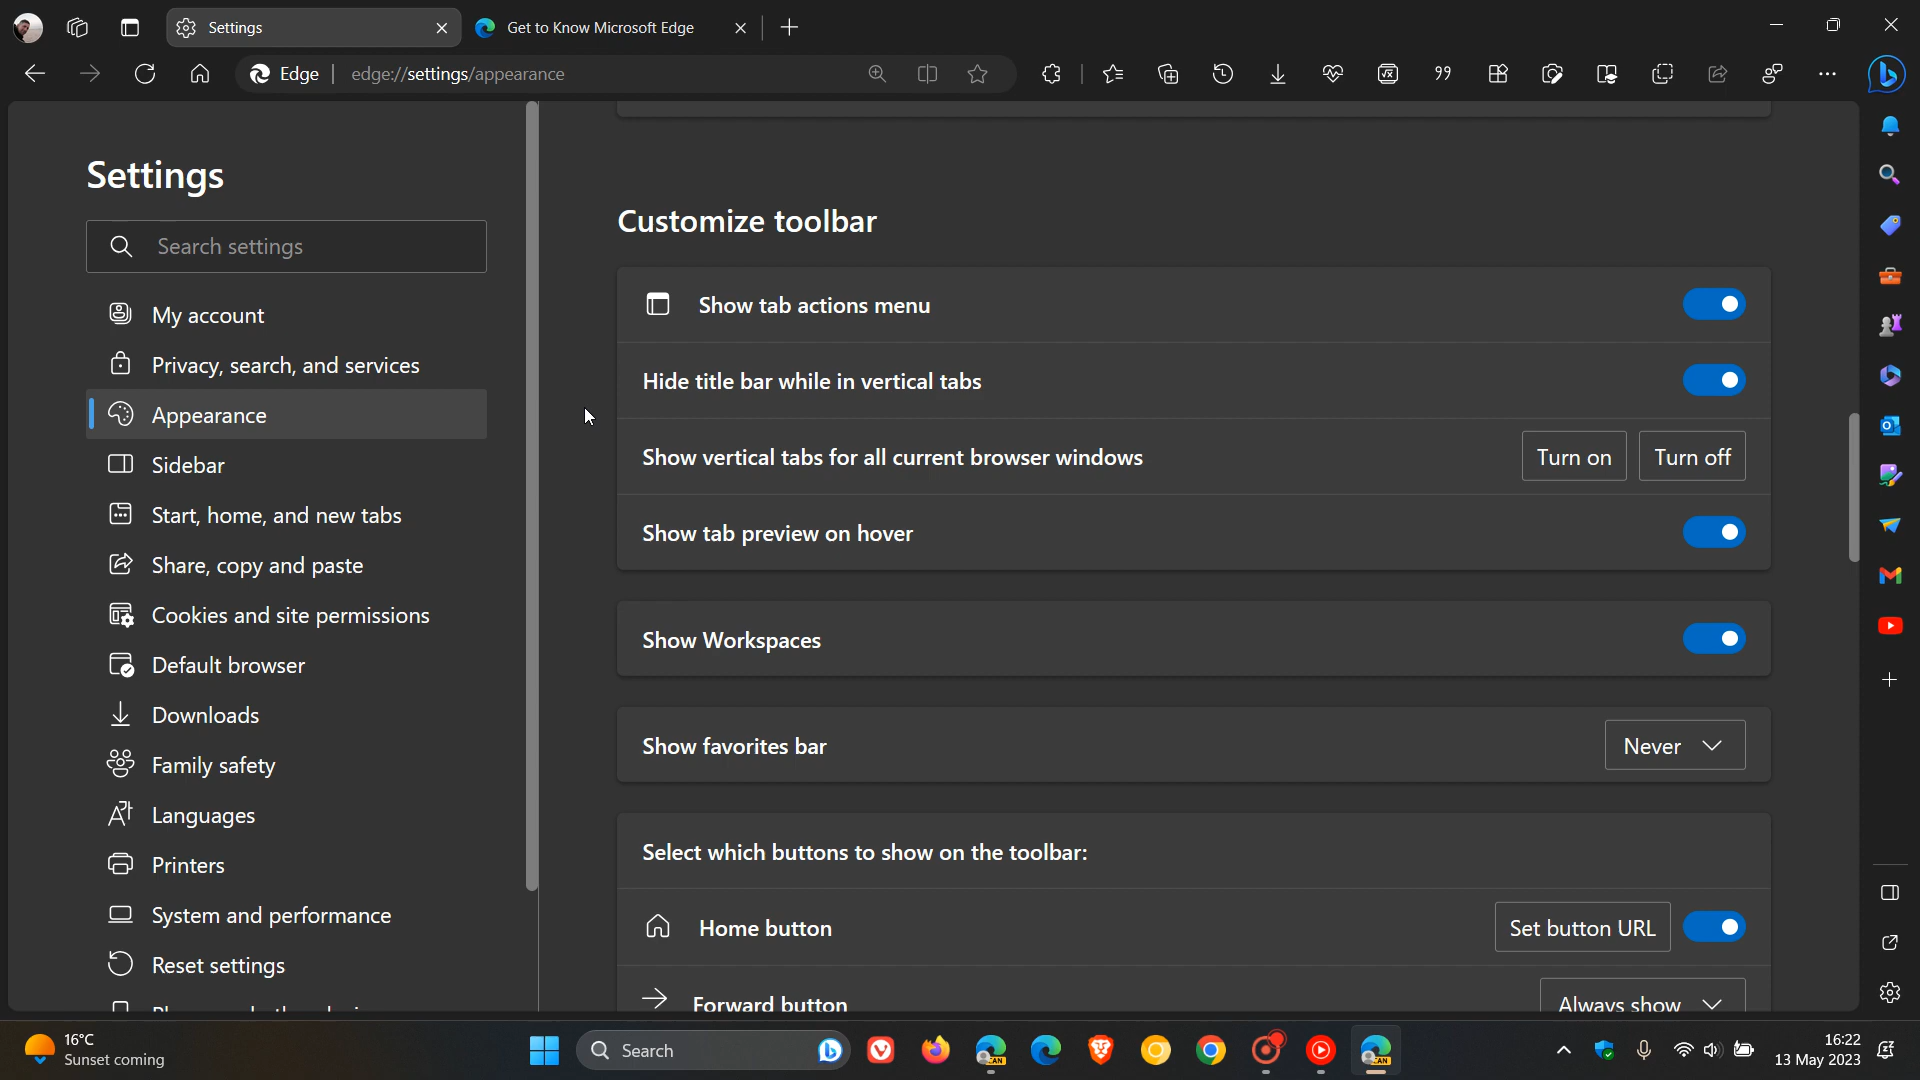 Settings
Get to Know Microsoft Edge
Edge
edge://settings/appearance
Settings
Search settings
My account
Privacy, search, and services
Appearance
Sidebar
Start, home, and new tabs
Share, copy and paste
Cookies and site permissions
Default browser
Downloads
Family safety
Languages
Printers
System and performance
Reset settings
Customize toolbar
Show tab actions menu
Hide title bar while in vertical tabs
Show vertical tabs for all current browser windows
Turn on
Turn off
Show tab preview on hover
Show Workspaces
Show favorites bar
Never
Select which buttons to show on the toolbar:
Home button
Set button URL
Forward button
Always show
16°C
Sunset coming
Search
CAN
CAN
16:22
13 May 2023